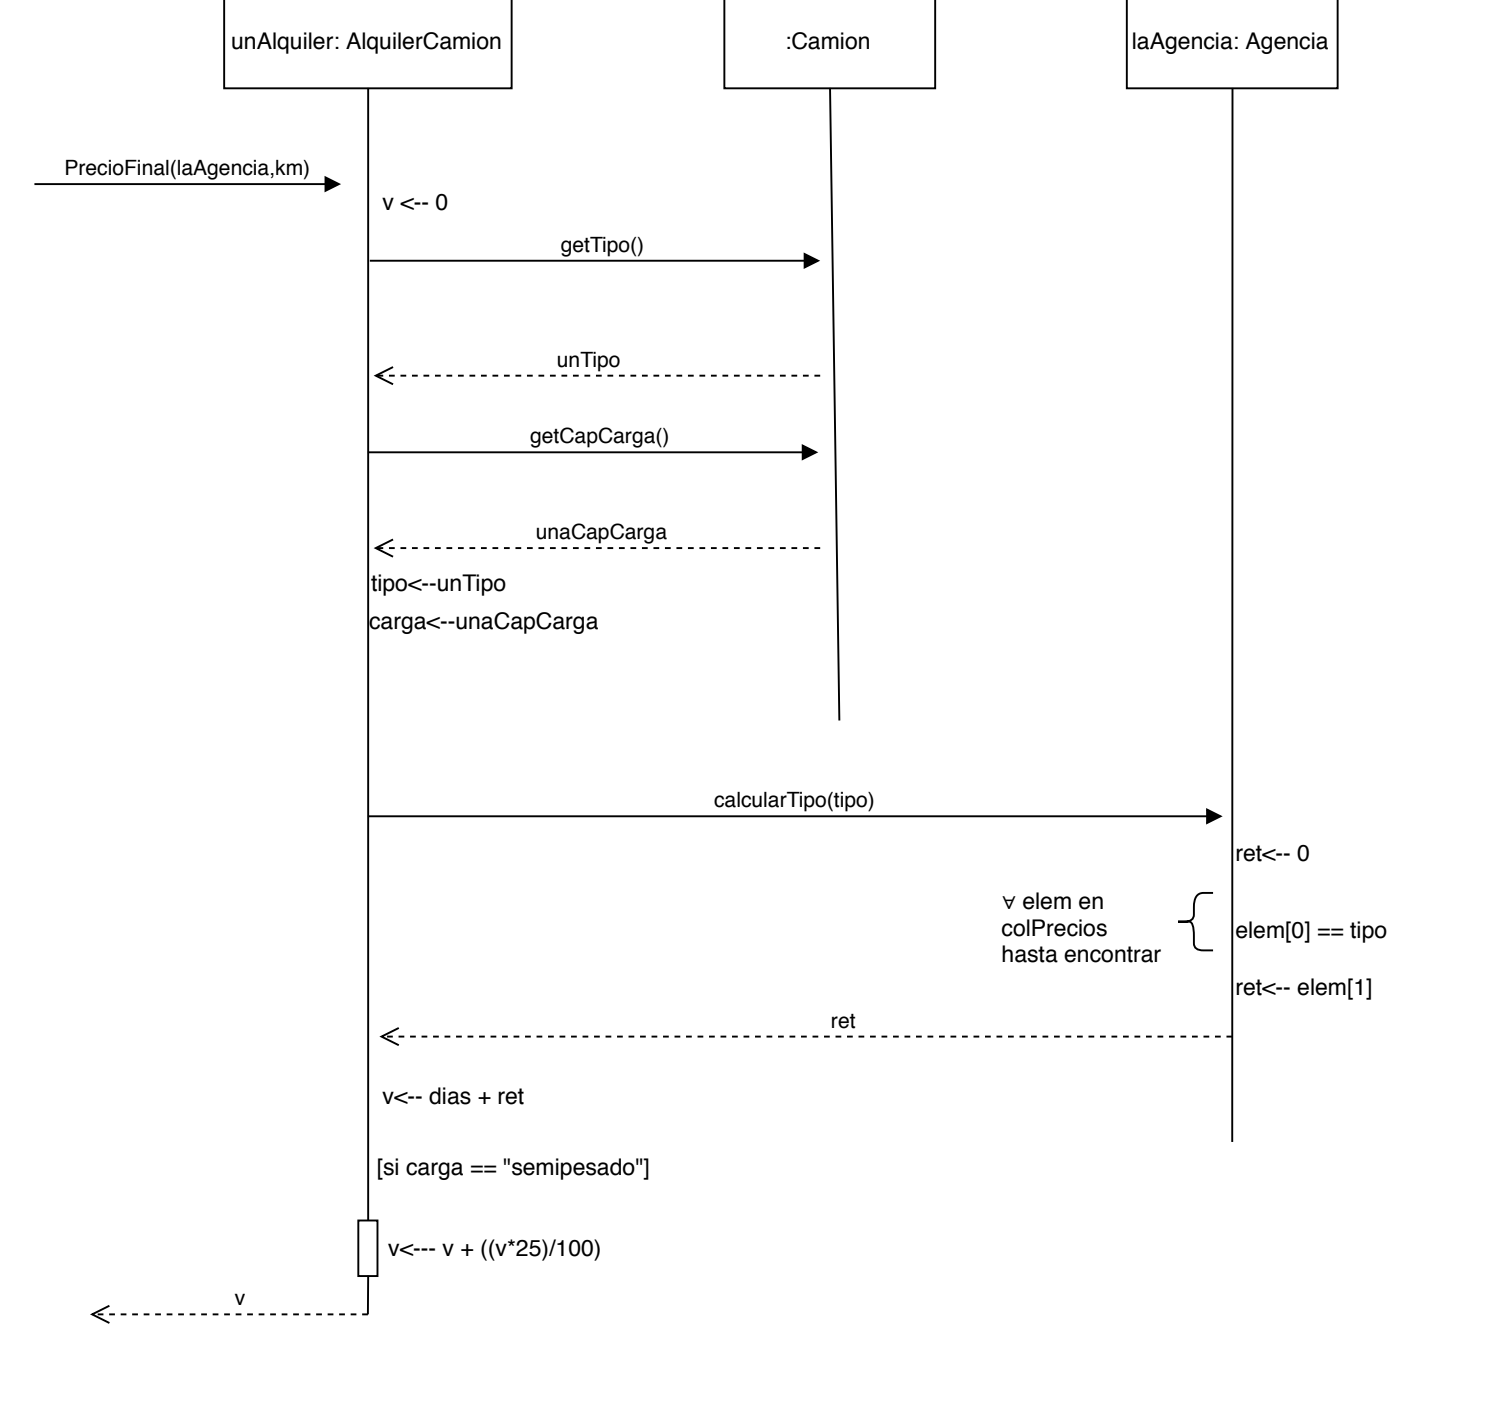 unAlquiler: AlquilerCamion
:Camion
laAgencia: Agencia
PrecioFinal(laAgencia,km)
v <-- 0
getTipo()
unTipo
getCapCarga()
unaCapCarga
tipo<--unTipo
carga<--unaCapCarga
calcularTipo(tipo)
ret<-- 0
∀ elem en
colPrecios
hasta encontrar
elem[0] == tipo
ret<-- elem[1]
ret
v<-- dias + ret
[si carga == "semipesado"]
v<--- v + ((v*25)/100)
v